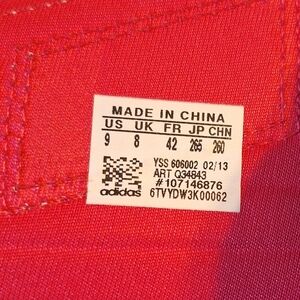 MADE IN CHINA
US UK FR JP CHN
9 8 42 265 260
YSS 606002 02/13
ART Q34843
# 107146876
adidas 6TVYDW3K00062